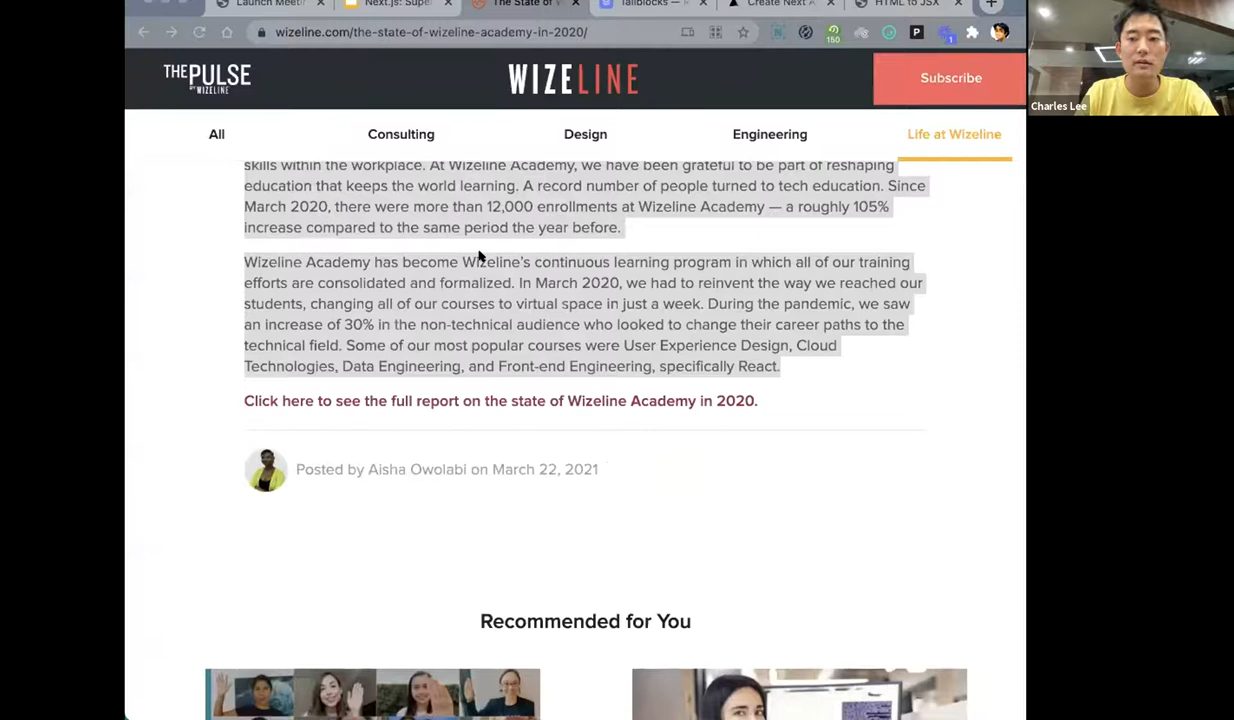 Launch Meeti
Next.js: Supe
The State of
Tailblocks —
Create Next A
HTML to JSX
wizeline.com/the-state-of-wizeline-academy-in-2020/
150
P
1
THE PULSE
BY WIZELINE
WIZELINE
Subscribe
Charles Lee
All
Consulting
Design
Engineering
Life at Wizeline
skills within the workplace. At Wizeline Academy, we have been grateful to be part of reshaping
education that keeps the world learning. A record number of people turned to tech education. Since
March 2020, there were more than 12,000 enrollments at Wizeline Academy — a roughly 105%
increase compared to the same period the year before.
Wizeline Academy has become Wizeline's continuous learning program in which all of our training
efforts are consolidated and formalized. In March 2020, we had to reinvent the way we reached our
students, changing all of our courses to virtual space in just a week. During the pandemic, we saw
an increase of 30% in the non-technical audience who looked to change their career paths to the
technical field. Some of our most popular courses were User Experience Design, Cloud
Technologies, Data Engineering, and Front-end Engineering, specifically React.
Click here to see the full report on the state of Wizeline Academy in 2020.
Posted by Aisha Owolabi on March 22, 2021
Recommended for You